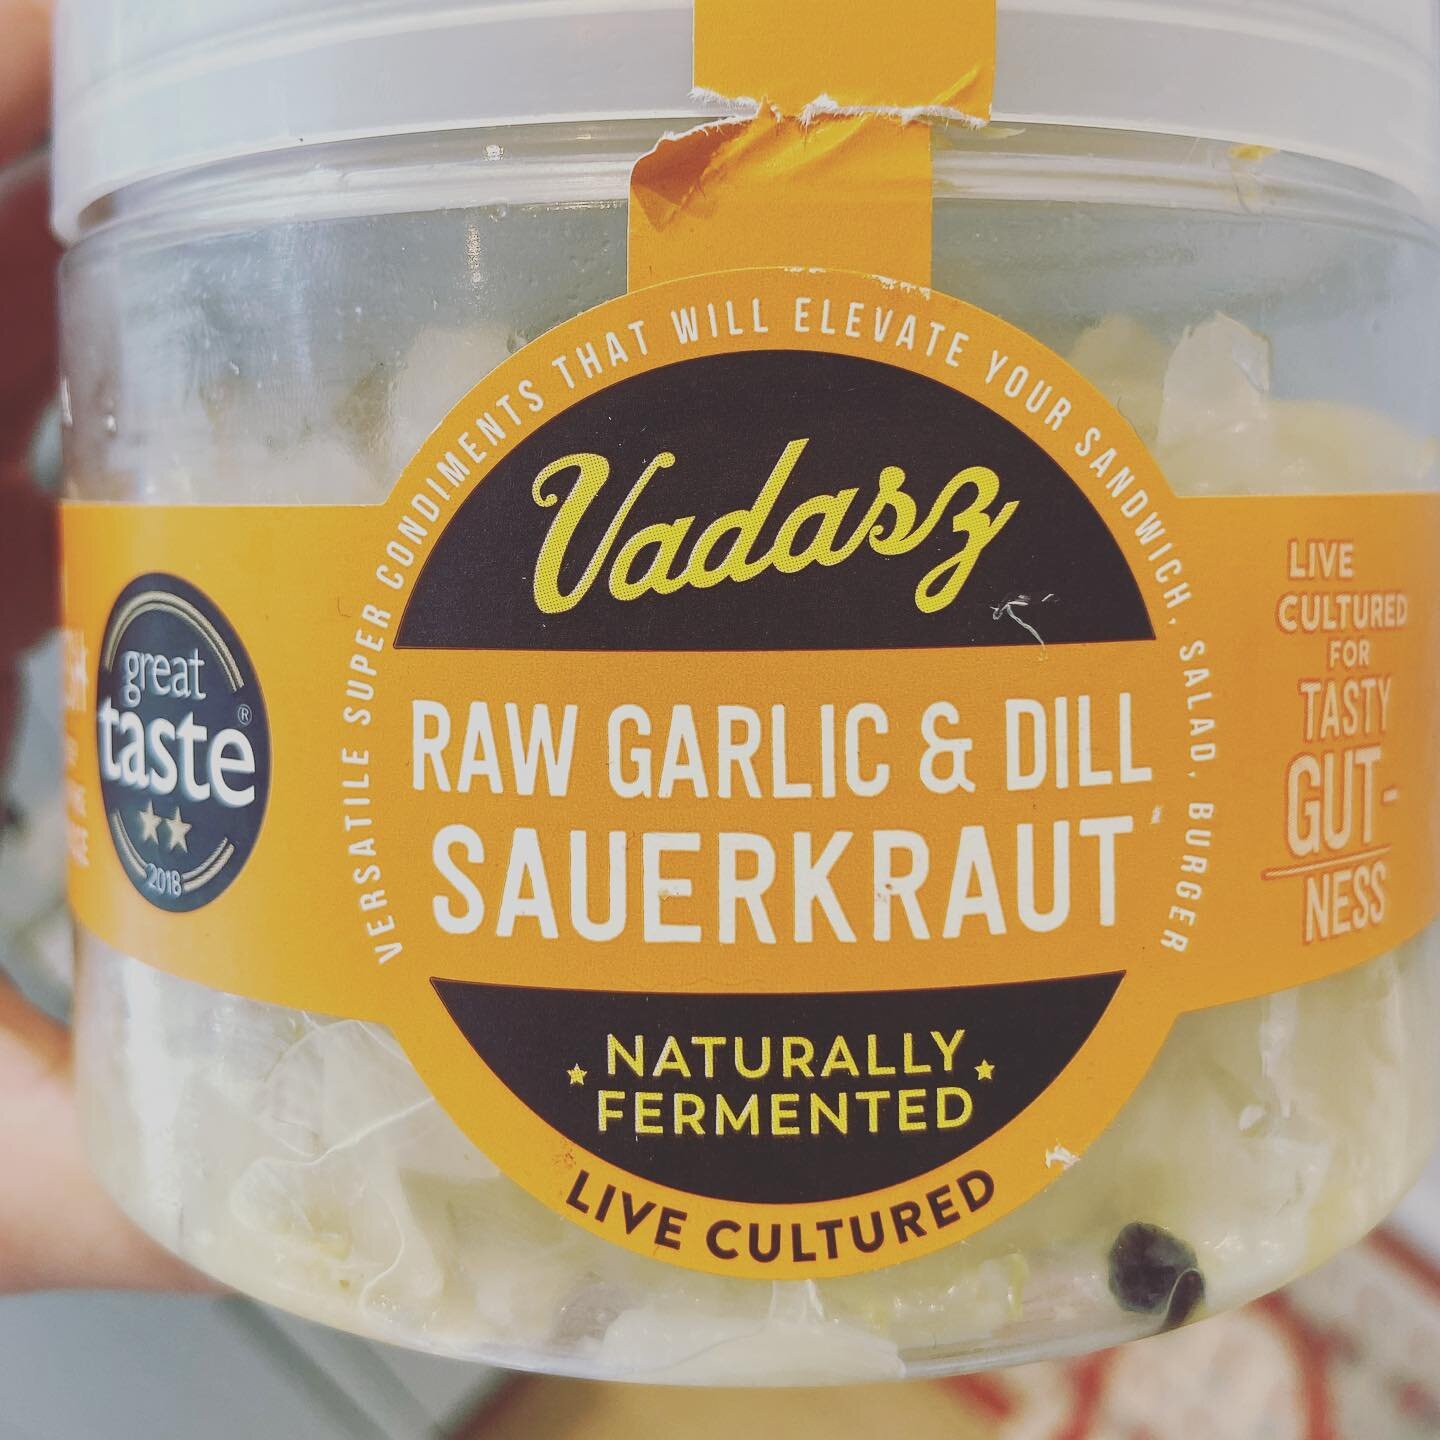 VERSATILE SUPER CONDIMENTS THAT WILL ELEVATE YOUR SANDWICH, SALAD, BURGER
Vadasz
RAW GARLIC & DILL
SAUERKRAUT
NATURALLY
FERMENTED
LIVE CULTURED
great
taste®
2018
LIVE
CULTURED
FOR
TASTY
GUT-
NESS